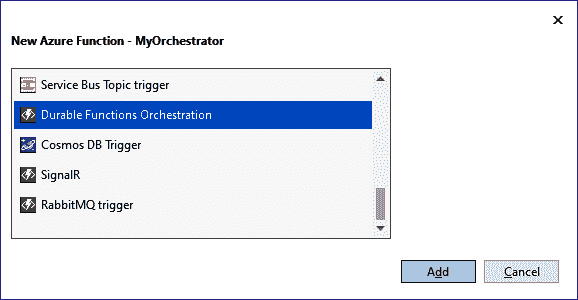 New Azure Function - MyOrchestrator
Service Bus Topic trigger
Durable Functions Orchestration
Cosmos DB Trigger
SignalR
RabbitMQ trigger
Add
Cancel